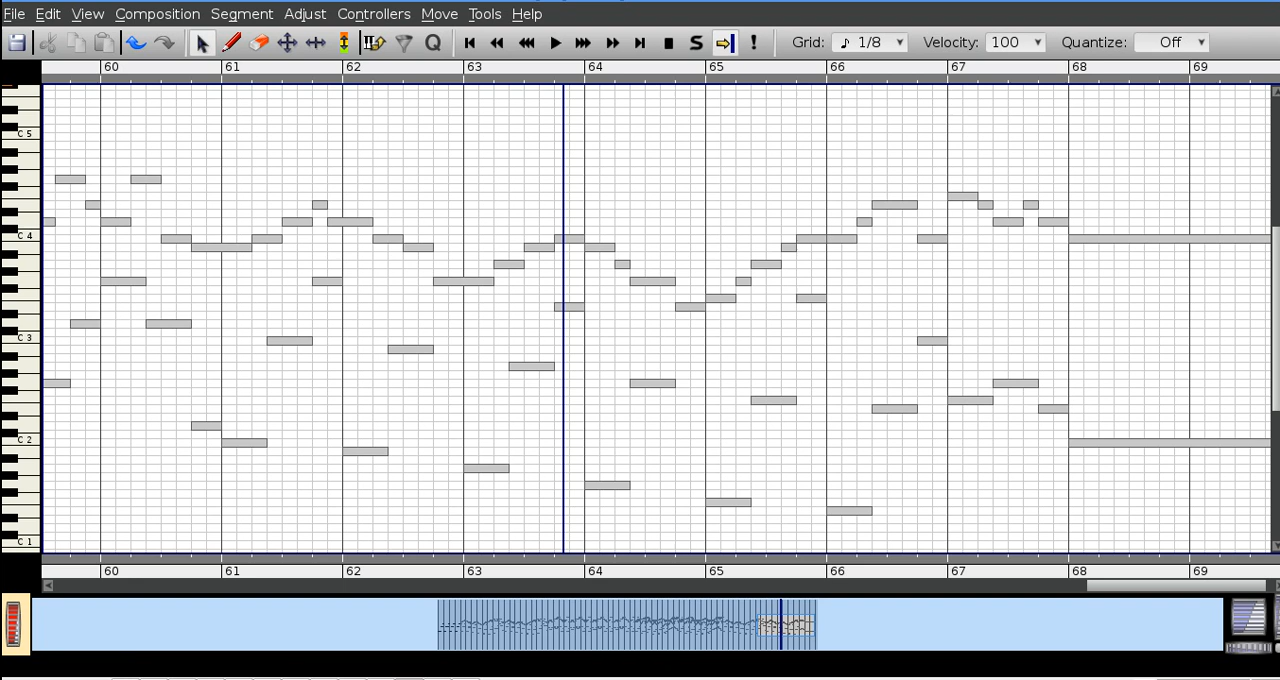 File Edit View Composition Segment Adjust Controllers Move Tools Help
Q S ! Grid: 1/8 Velocity: 100 Quantize: Off
60 61 62 63 64 65 66 67 68 69
C 5
C 4
C 3
C 2
C 1
60 61 62 63 64 65 66 67 68 69